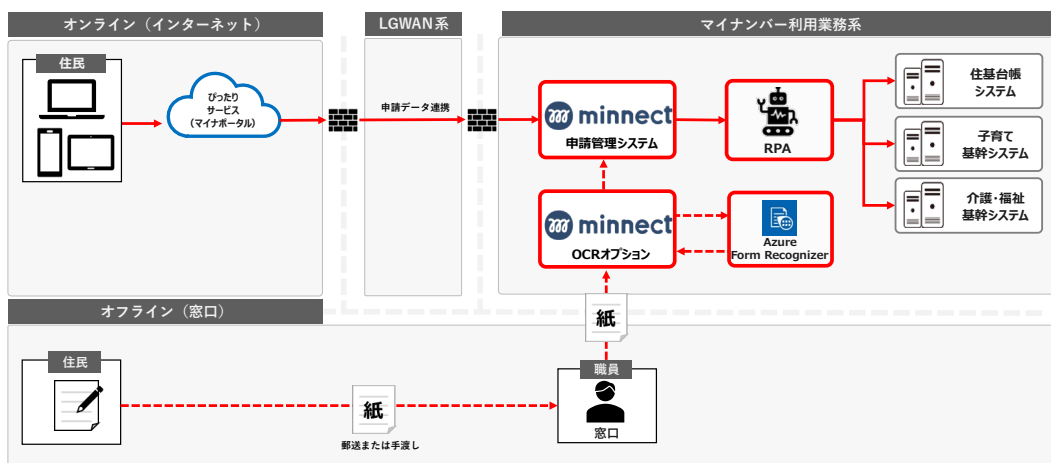 オンライン（インターネット）
LGWAN系
マイナンバー利用業務系
住民
ぴったり
サービス
（マイナポータル）
申請データ連携
minnect
申請管理システム
RPA
住基台帳
システム
子育て
基幹システム
介護・福祉
基幹システム
minnect
OCRオプション
Azure
Form Recognizer
紙
オフライン（窓口）
住民
紙
郵送または手渡し
職員
窓口